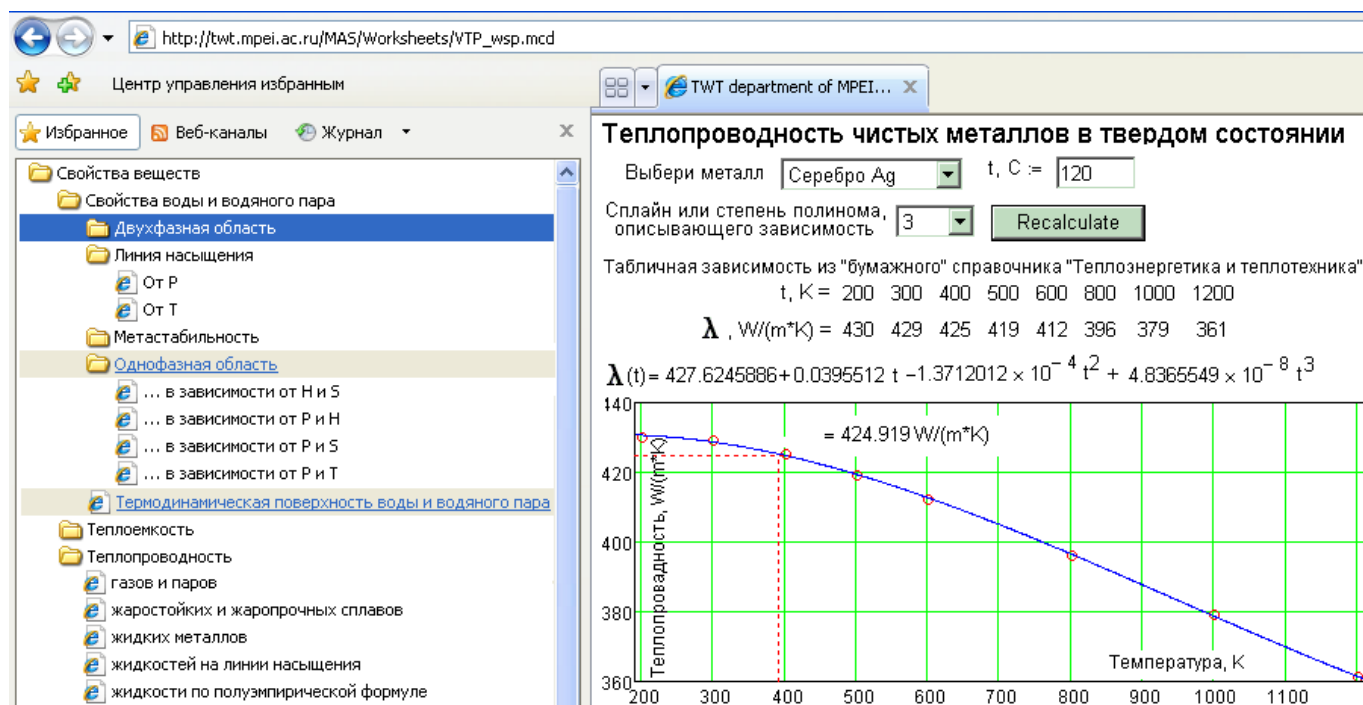 http://twt.mpei.ac.ru/MAS/Worksheets/VTP_wsp.mcd
Центр управления избранным
TWT department of MPEI...
Избранное Веб-каналы Журнал
Свойства веществ
Свойства воды и водяного пара
Двухфазная область
Линия насыщения
От P
От T
Метастабильность
Однофазная область
... в зависимости от H и S
... в зависимости от P и H
... в зависимости от P и S
... в зависимости от P и T
Термодинамическая поверхность воды и водяного пара
Теплоемкость
Теплопроводность
газов и паров
жаростойких и жаропрочных сплавов
жидких металлов
жидкостей на линии насыщения
жидкости по полуэмпирической формуле
Теплопроводность чистых металлов в твердом состоянии
Выбери металл Серебро Ag t, C := 120
Сплайн или степень полинома,
описывающего зависимость 3 Recalculate
Табличная зависимость из "бумажного" справочника "Теплоэнергетика и теплотехника"
t, K = 200 300 400 500 600 800 1000 1200
λ , W/(m*K) = 430 429 425 419 412 396 379 361
λ(t) = 427.6245886+0.0395512 t −1.3712012 × 10⁻⁴ t² + 4.8365549 × 10⁻⁸ t³
= 424.919 W/(m*K)
140
420
400
380
360
Теплопровадность, W/(m*K)
Температура, K
200 300 400 500 600 700 800 900 1000 1100